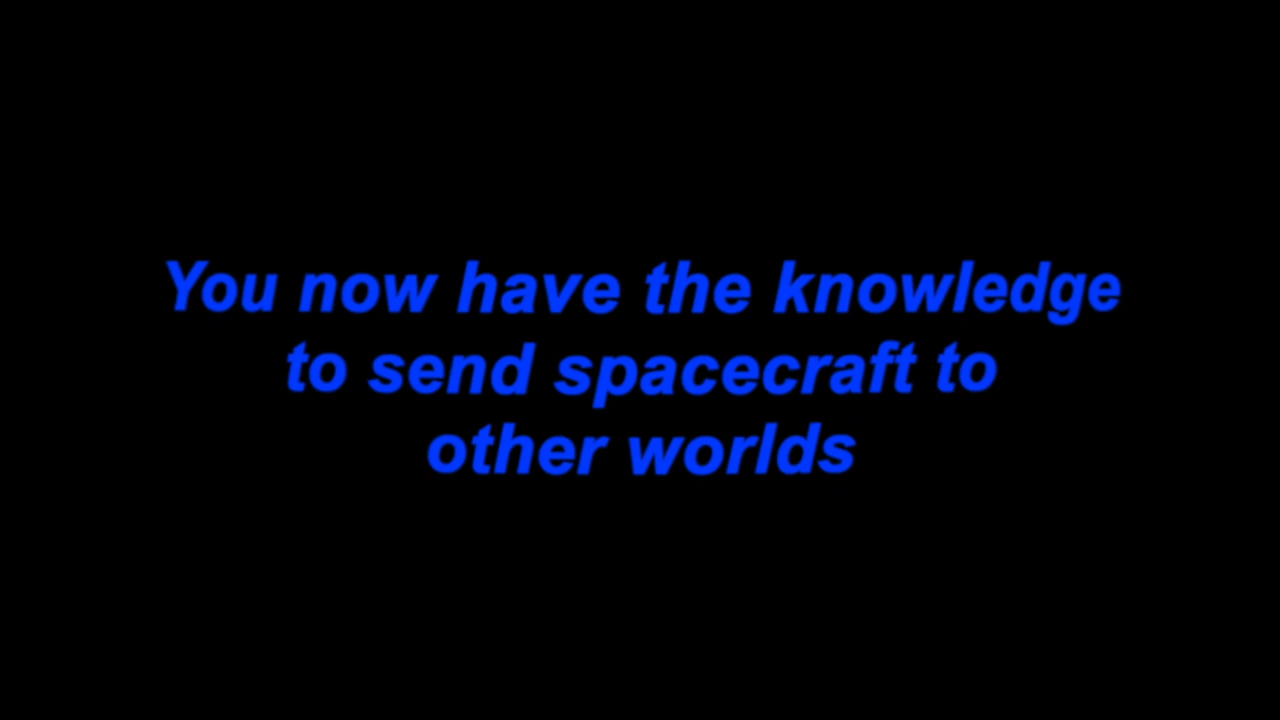 You now have the knowledge
to send spacecraft to
other worlds